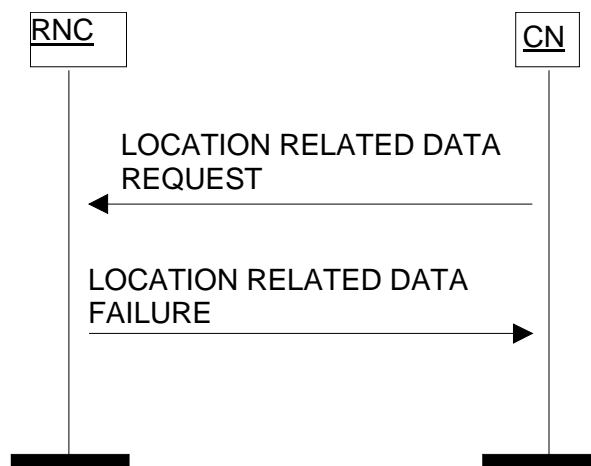 RNC
CN
LOCATION RELATED DATA
REQUEST
LOCATION RELATED DATA
FAILURE